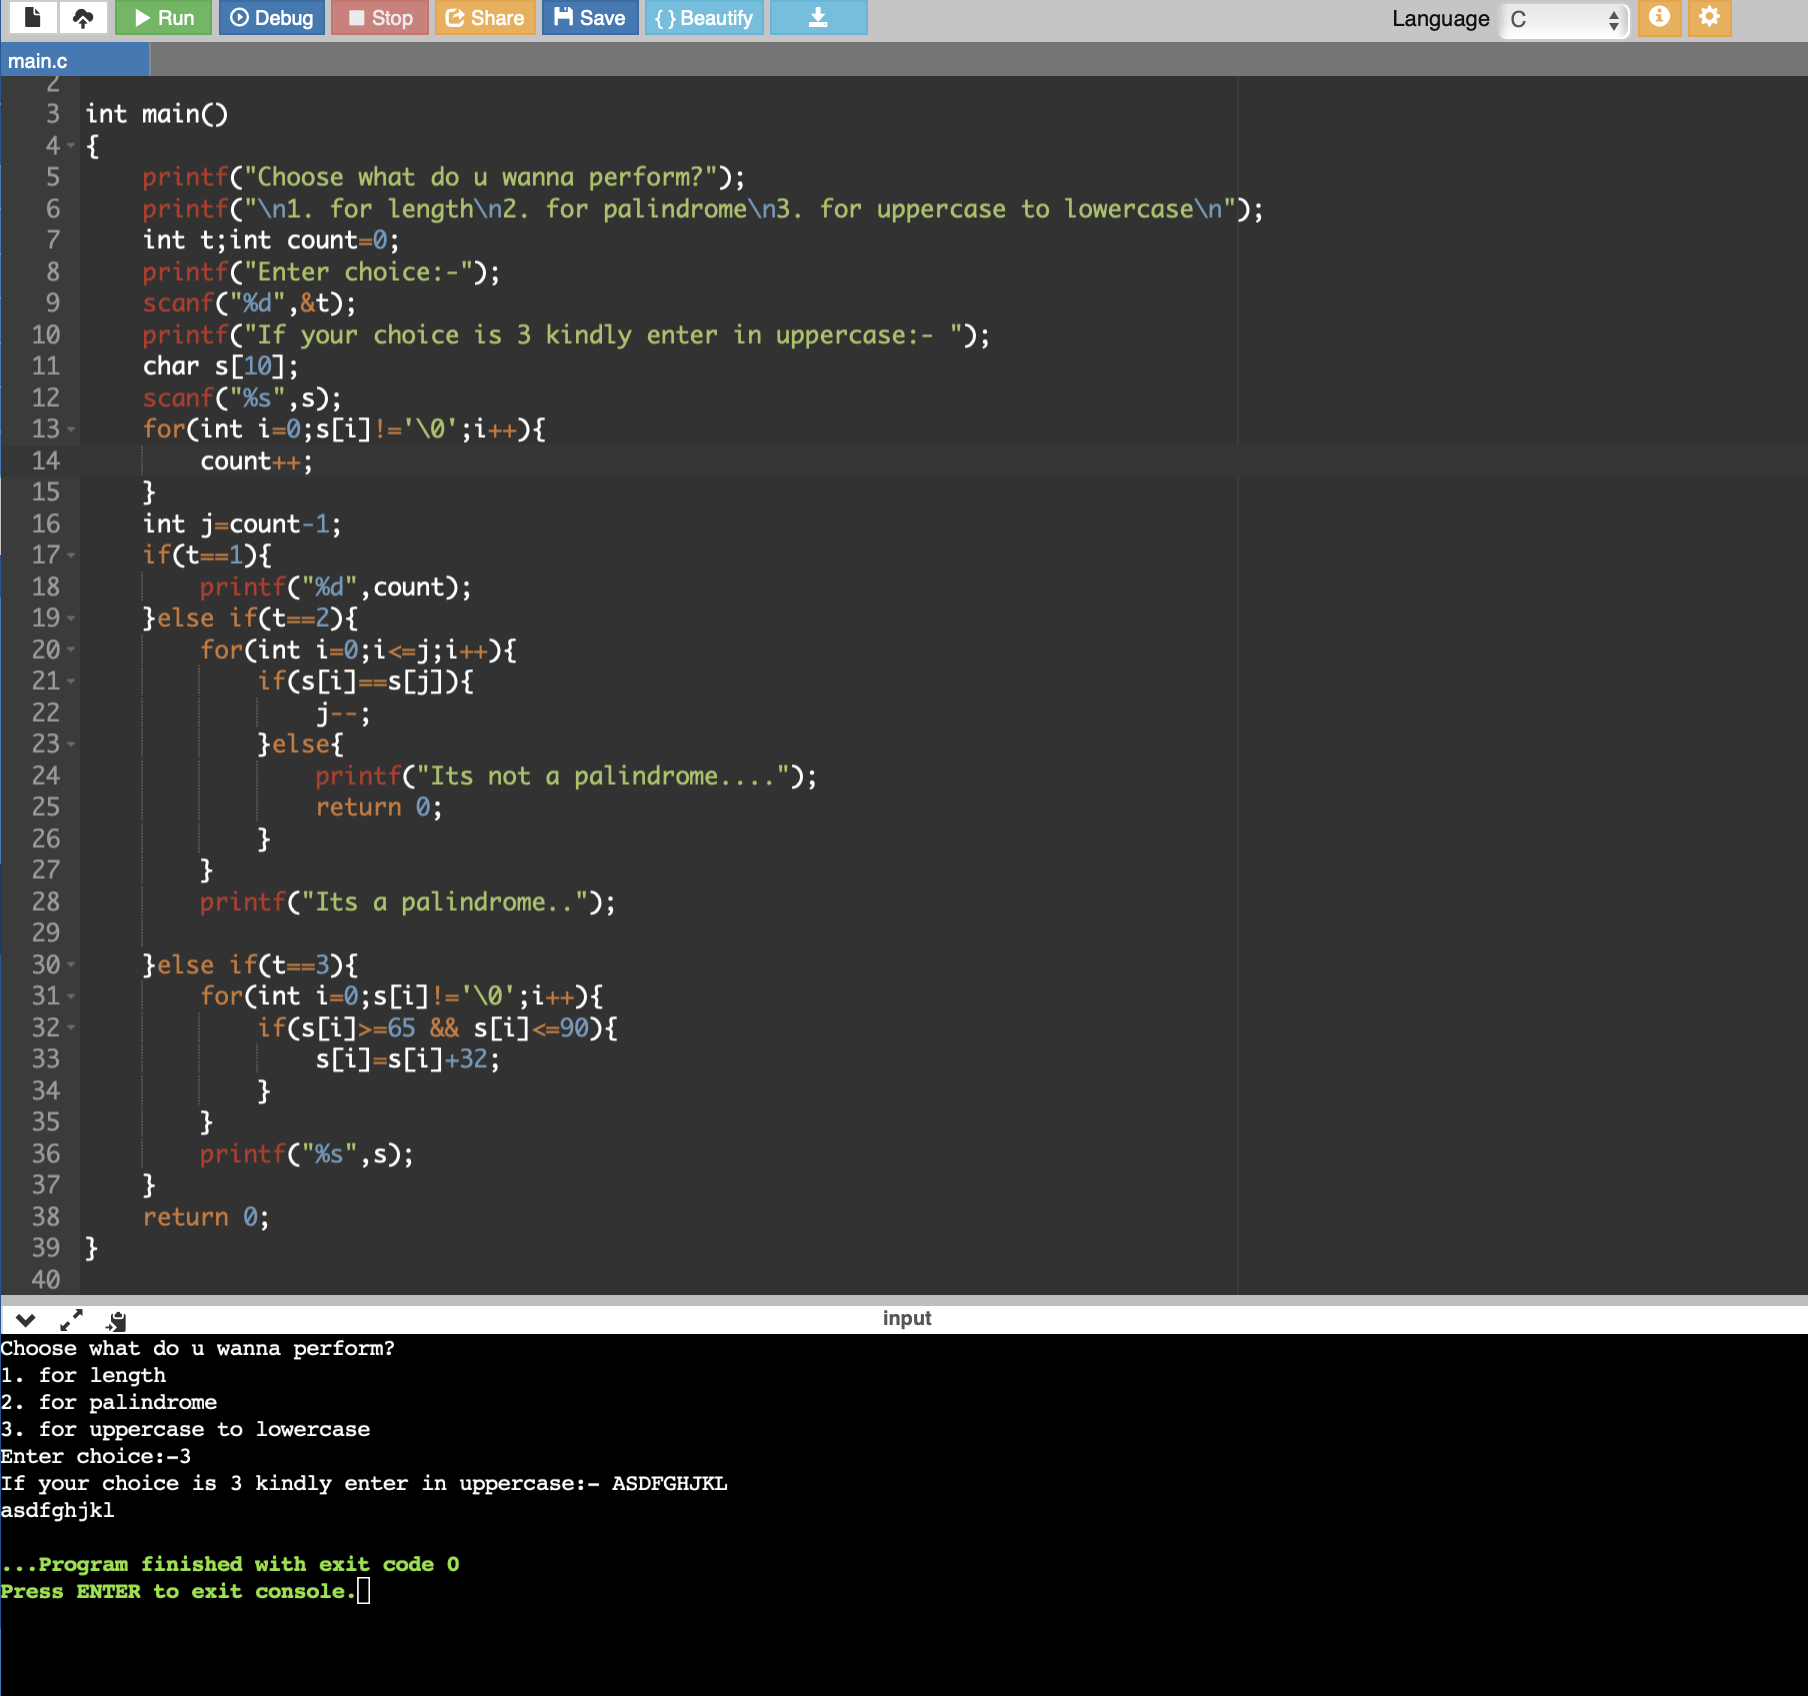 Run Debug Stop Share Save { } Beautify Language C
main.c
2
3 int main()
4 {
5     printf("Choose what do u wanna perform?");
6     printf("\n1. for length\n2. for palindrome\n3. for uppercase to lowercase\n");
7     int t;int count=0;
8     printf("Enter choice:-");
9     scanf("%d",&t);
10     printf("If your choice is 3 kindly enter in uppercase:- ");
11     char s[10];
12     scanf("%s",s);
13     for(int i=0;s[i]!='\0';i++){
14         count++;
15     }
16     int j=count-1;
17     if(t==1){
18         printf("%d",count);
19     }else if(t==2){
20         for(int i=0;i<=j;i++){
21             if(s[i]==s[j]){
22                 j--;
23             }else{
24                 printf("Its not a palindrome....");
25                 return 0;
26             }
27         }
28         printf("Its a palindrome..");
29
30     }else if(t==3){
31         for(int i=0;s[i]!='\0';i++){
32             if(s[i]>=65 && s[i]<=90){
33                 s[i]=s[i]+32;
34             }
35         }
36         printf("%s",s);
37     }
38     return 0;
39 }
40
input
Choose what do u wanna perform?
1. for length
2. for palindrome
3. for uppercase to lowercase
Enter choice:-3
If your choice is 3 kindly enter in uppercase:- ASDFGHJKL
asdfghjkl
...Program finished with exit code 0
Press ENTER to exit console.